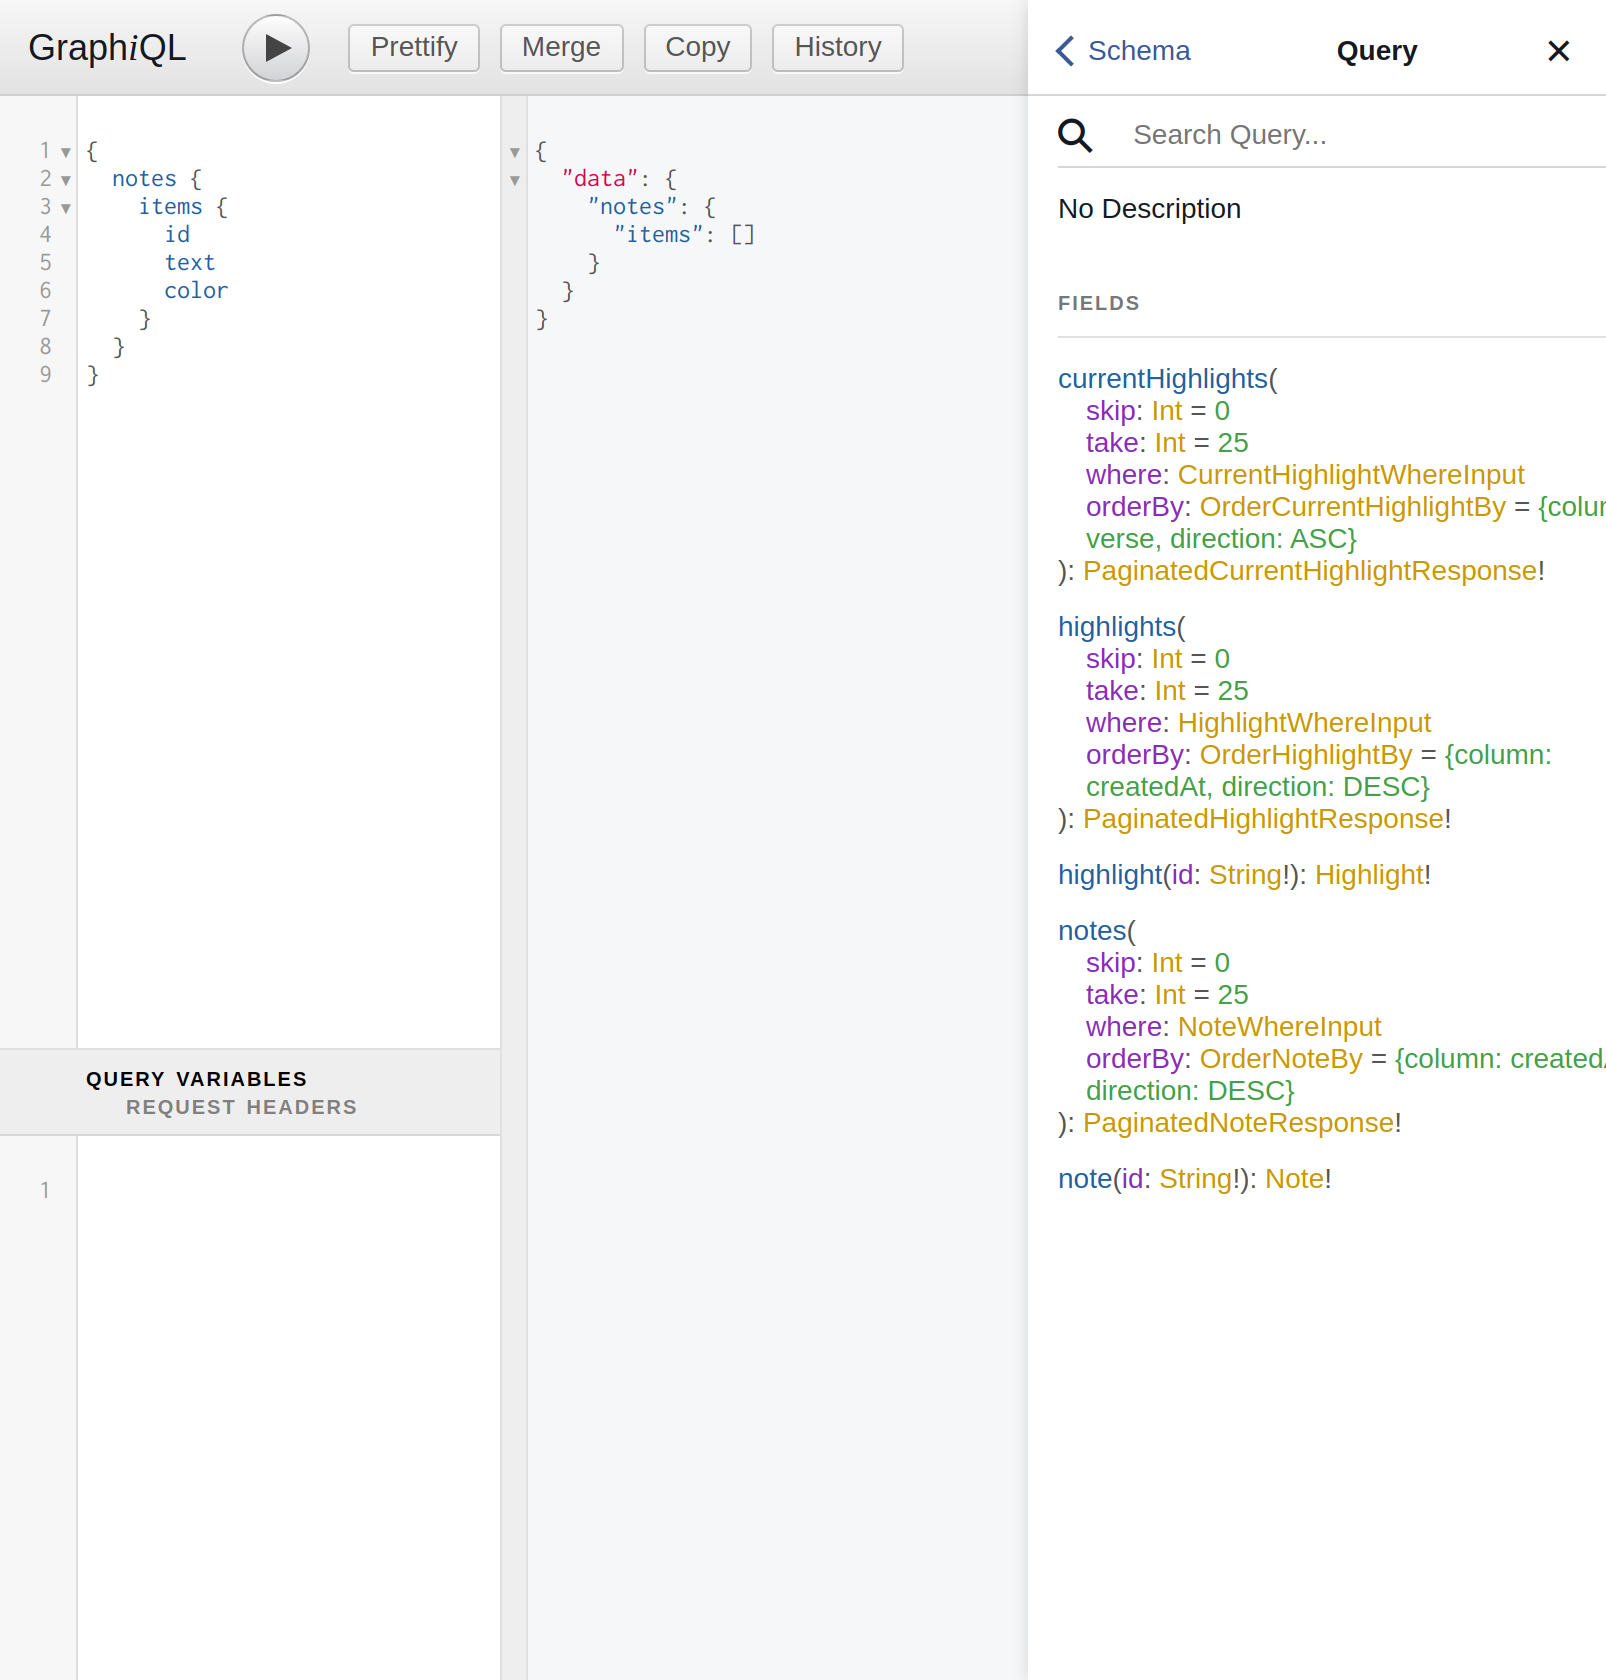 GraphiQL
Prettify
Merge
Copy
History
1 ▾ {
2 ▾ notes {
3 ▾ items {
4 id
5 text
6 color
7 }
8 }
9 }
QUERY VARIABLES
REQUEST HEADERS
1
▾ {
▾ "data": {
"notes": {
"items": []
}
}
}
Schema
Query
✕
Search Query...
No Description
FIELDS
currentHighlights(
skip: Int = 0
take: Int = 25
where: CurrentHighlightWhereInput
orderBy: OrderCurrentHighlightBy = {colum
verse, direction: ASC}
): PaginatedCurrentHighlightResponse!
highlights(
skip: Int = 0
take: Int = 25
where: HighlightWhereInput
orderBy: OrderHighlightBy = {column:
createdAt, direction: DESC}
): PaginatedHighlightResponse!
highlight(id: String!): Highlight!
notes(
skip: Int = 0
take: Int = 25
where: NoteWhereInput
orderBy: OrderNoteBy = {column: createdA
direction: DESC}
): PaginatedNoteResponse!
note(id: String!): Note!